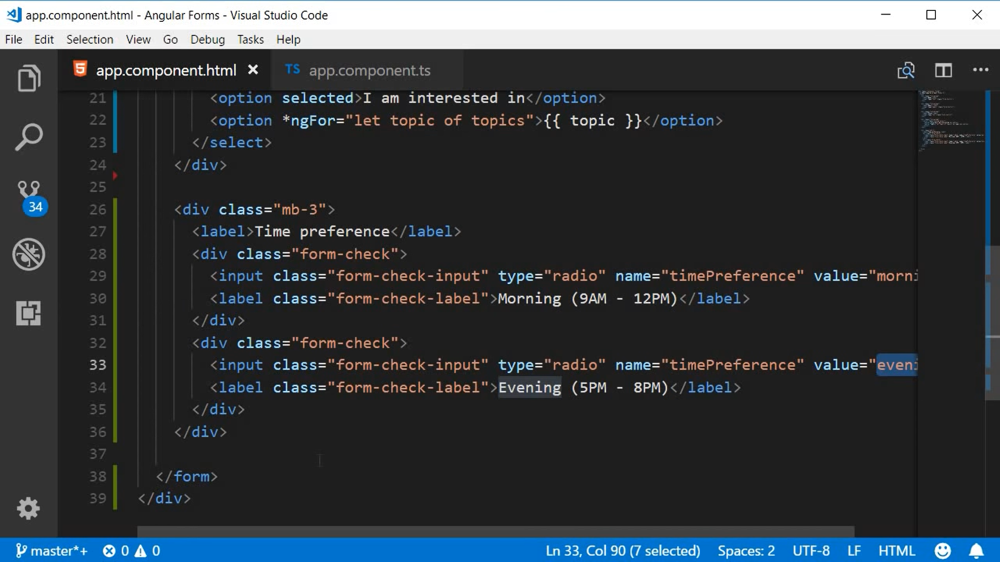 app.component.html - Angular Forms - Visual Studio Code
File Edit Selection View Go Debug Tasks Help
5 app.component.html TS app.component.ts
21 <option selected>I am interested in</option>
22 <option *ngFor="let topic of topics">{{ topic }}</option>
23 </select>
24 </div>
25
26 <div class="mb-3">
27 <label>Time preference</label>
28 <div class="form-check">
29 <input class="form-check-input" type="radio" name="timePreference" value="morni
30 <label class="form-check-label">Morning (9AM - 12PM)</label>
31 </div>
32 <div class="form-check">
33 <input class="form-check-input" type="radio" name="timePreference" value="eveni
34 <label class="form-check-label">Evening (5PM - 8PM)</label>
35 </div>
36 </div>
37
38 </form>
39 </div>
34
master*+ 0 0 Ln 33, Col 90 (7 selected) Spaces: 2 UTF-8 LF HTML